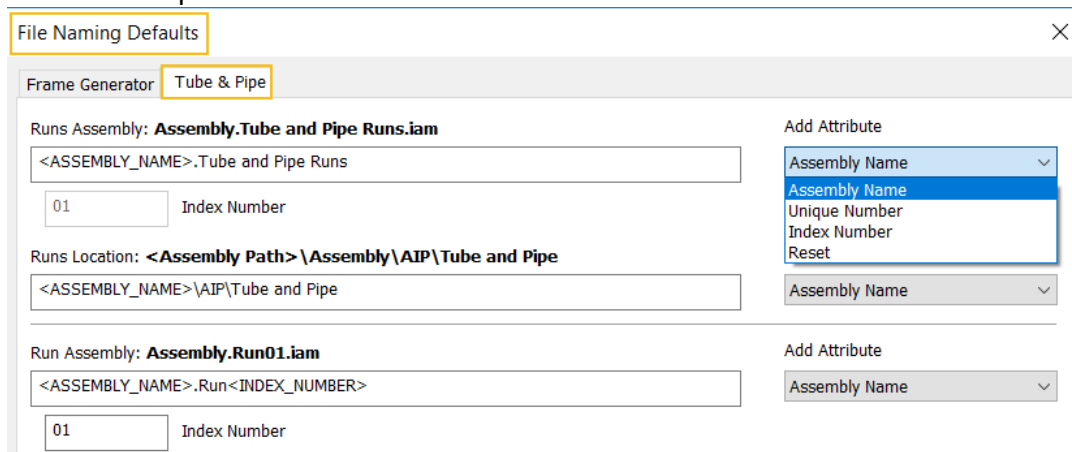 File Naming Defaults
Frame Generator Tube & Pipe
Runs Assembly: Assembly.Tube and Pipe Runs.iam Add Attribute
<ASSEMBLY_NAME>.Tube and Pipe Runs Assembly Name
Assembly Name
01 Index Number Unique Number
Index Number
Runs Location: <Assembly Path>\Assembly\AIP\Tube and Pipe Reset
<ASSEMBLY_NAME>\AIP\Tube and Pipe Assembly Name
Run Assembly: Assembly.Run01.iam Add Attribute
<ASSEMBLY_NAME>.Run<INDEX_NUMBER> Assembly Name
01 Index Number